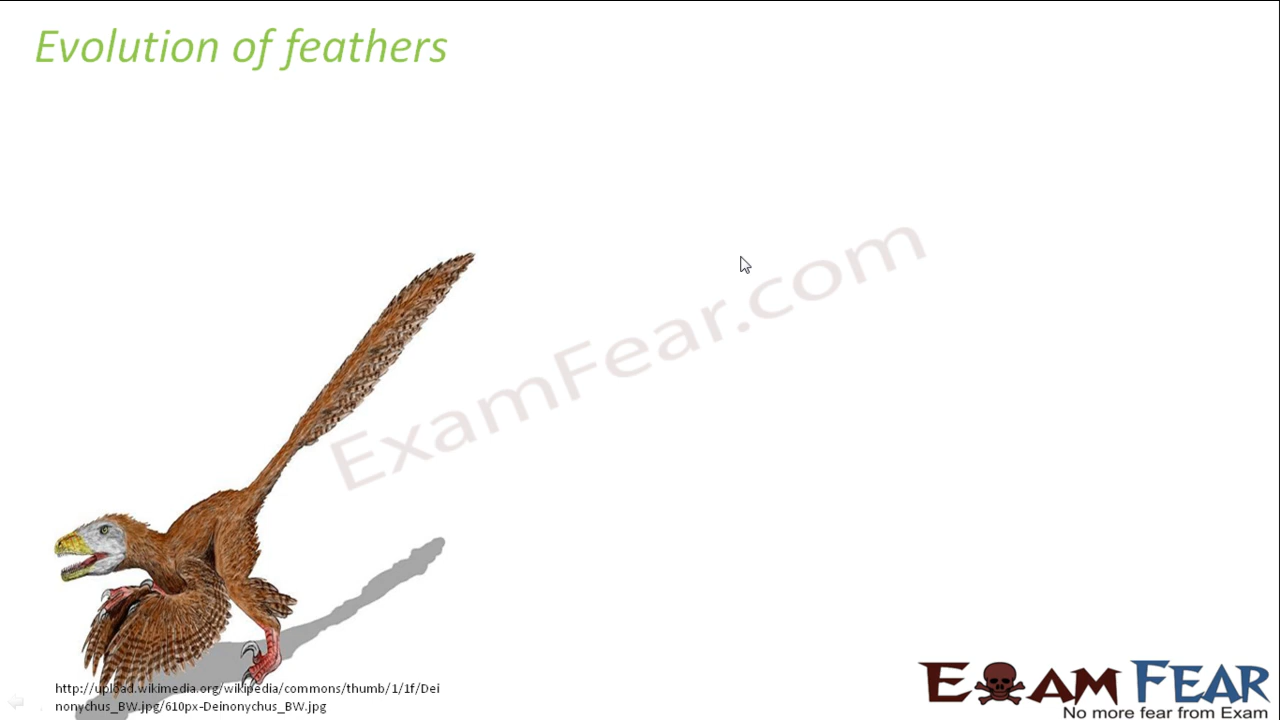 Evolution of feathers
ExamFear.com
http://upload.wikimedia.org/wikipedia/commons/thumb/1/1f/Dei
nonychus_BW.jpg/610px-Deinonychus_BW.jpg
EXAM FEAR
No more fear from Exam